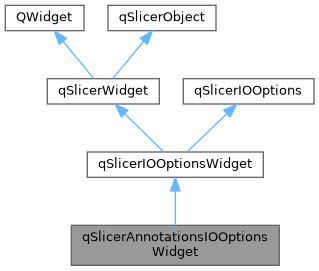 QWidget
qSlicerObject
qSlicerWidget
qSlicerIOOptions
qSlicerIOOptionsWidget
qSlicerAnnotationsIOOptions
Widget